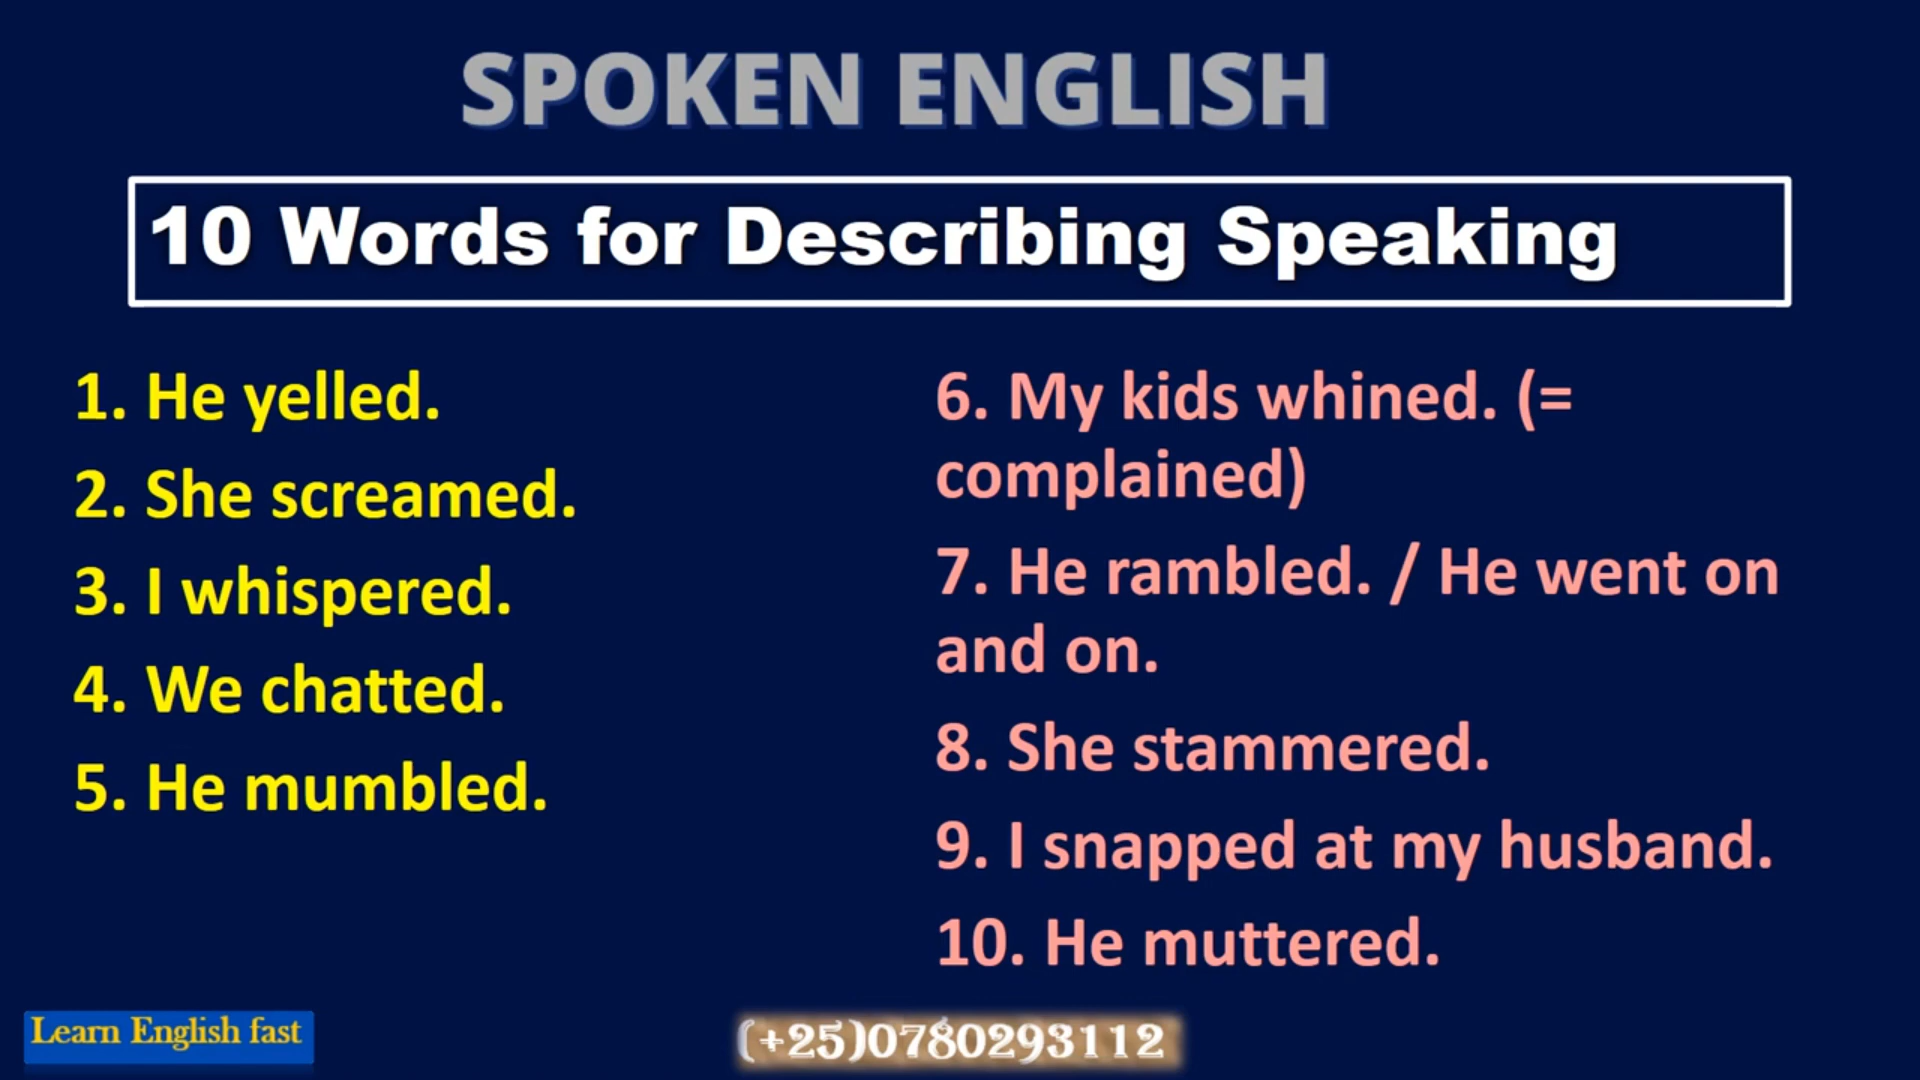 SPOKEN ENGLISH
10 Words for Describing Speaking
1. He yelled.
2. She screamed.
3. I whispered.
4. We chatted.
5. He mumbled.
6. My kids whined. (=
complained)
7. He rambled. / He went on
and on.
8. She stammered.
9. I snapped at my husband.
10. He muttered.
Learn English fast
(+25)0780293112